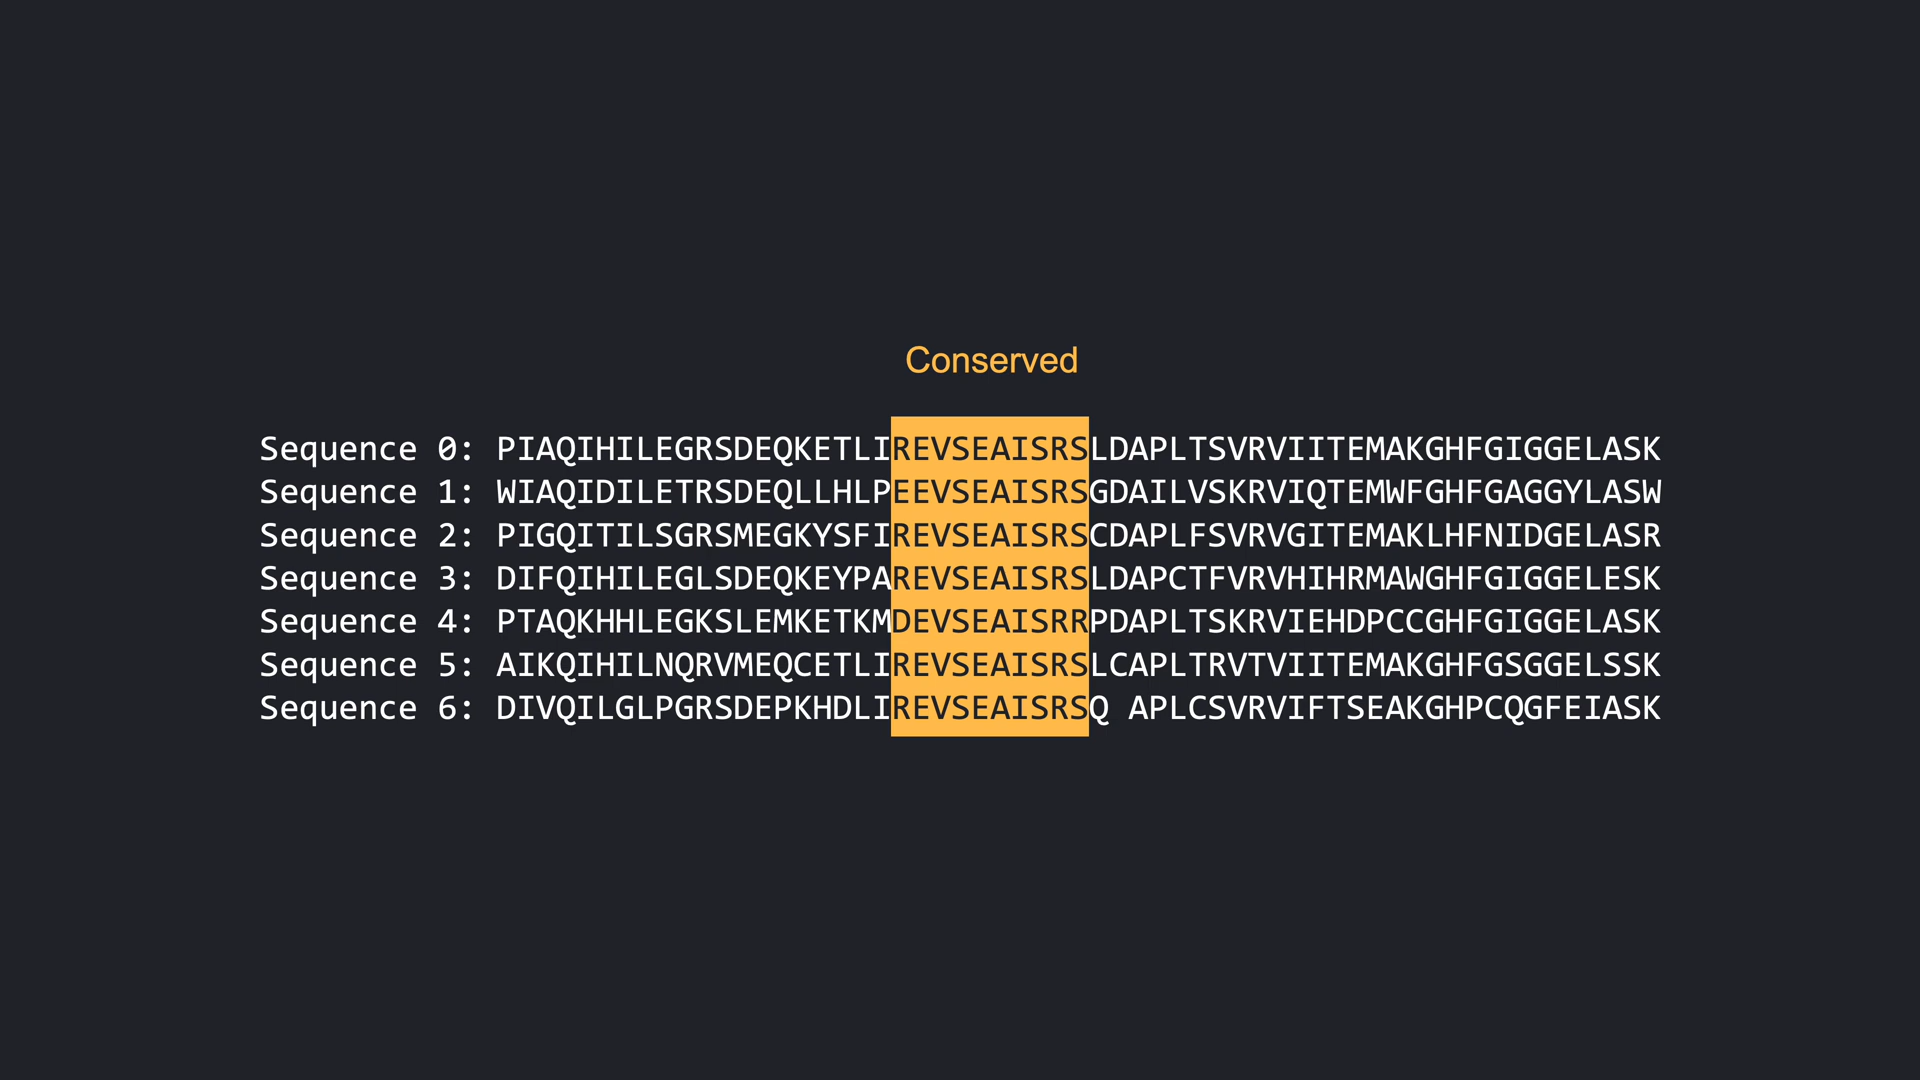 Conserved
Sequence 0: PIAQIHILEGRSDEQKETLIREVSEAISRSLDAPLTSVRVIITEMAKGHFGIGGELASK
Sequence 1: WIAQIDILETRSDEQLLHLPEEVSEAISRSGDAILVSKRVIQTEMWFGHFGAGGYLASW
Sequence 2: PIGQITILSGRSMEGKYSFIREVSEAISRSCDAPLFSVRVGITEMAKLHFNIDGELASR
Sequence 3: DIFQIHILEGLSDEQKEYPAREVSEAISRSLDAPCTFVRVHIHRMAWGHFGIGGELESK
Sequence 4: PTAQKHHLEGKSLEMKETKMDEVSEAISRRPDAPLTSKRVIEHDPCCGHFGIGGELASK
Sequence 5: AIKQIHILNQRVMEQCETLIREVSEAISRSLCAPLTRVTVIITEMAKGHFGSGGELSSK
Sequence 6: DIVQILGLPGRSDEPKHDLIREVSEAISRSQ APLCSVRVIFTSEAKGHPCQGFEIASK